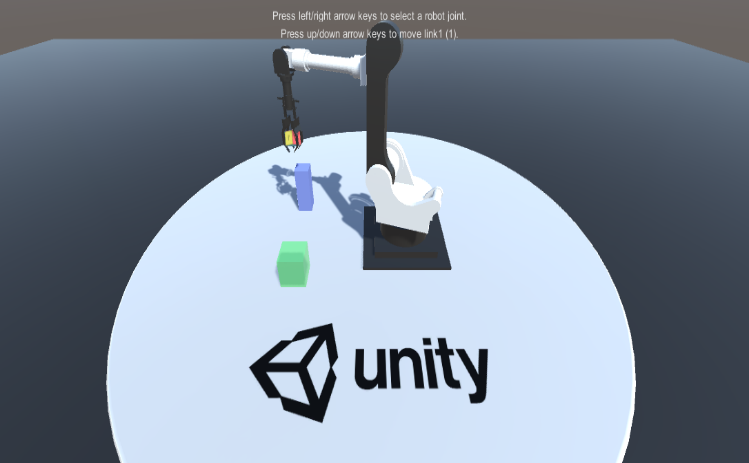 Press left/right arrow keys to select a robot joint.
Press up/down arrow keys to move link1 (1).
unity